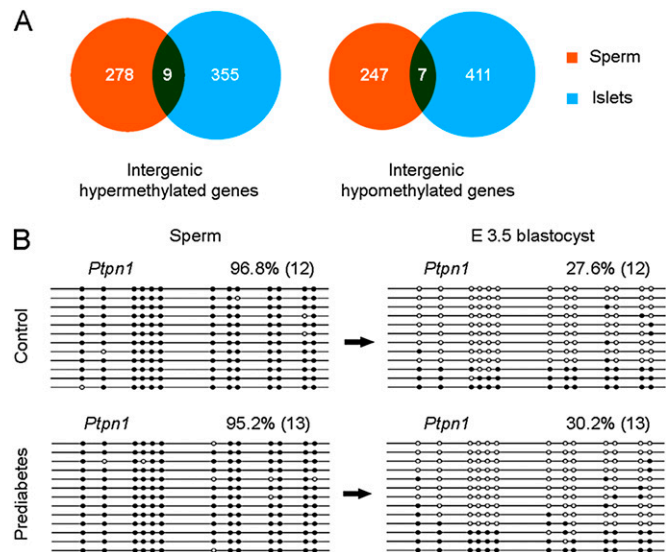 A
278 9 355
247 7 411
Sperm
Islets
Intergenic
hypermethylated genes
Intergenic
hypomethylated genes
B
Sperm
E 3.5 blastocyst
Control
Ptpn1 96.8% (12)
Ptpn1 27.6% (12)
Prediabetes
Ptpn1 95.2% (13)
Ptpn1 30.2% (13)